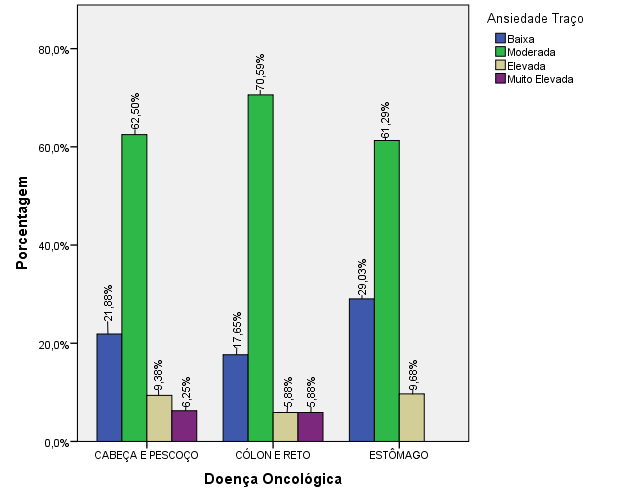 Ansiedade Traço
Baixa
Moderada
Elevada
Muito Elevada
Porcentagem
80,0%
60,0%
40,0%
20,0%
0,0%
21,88%
62,50%
9,38%
6,25%
17,65%
70,59%
5,88%
5,88%
29,03%
61,29%
9,68%
CABEÇA E PESCOÇO
CÓLON E RETO
ESTÔMAGO
Doença Oncológica